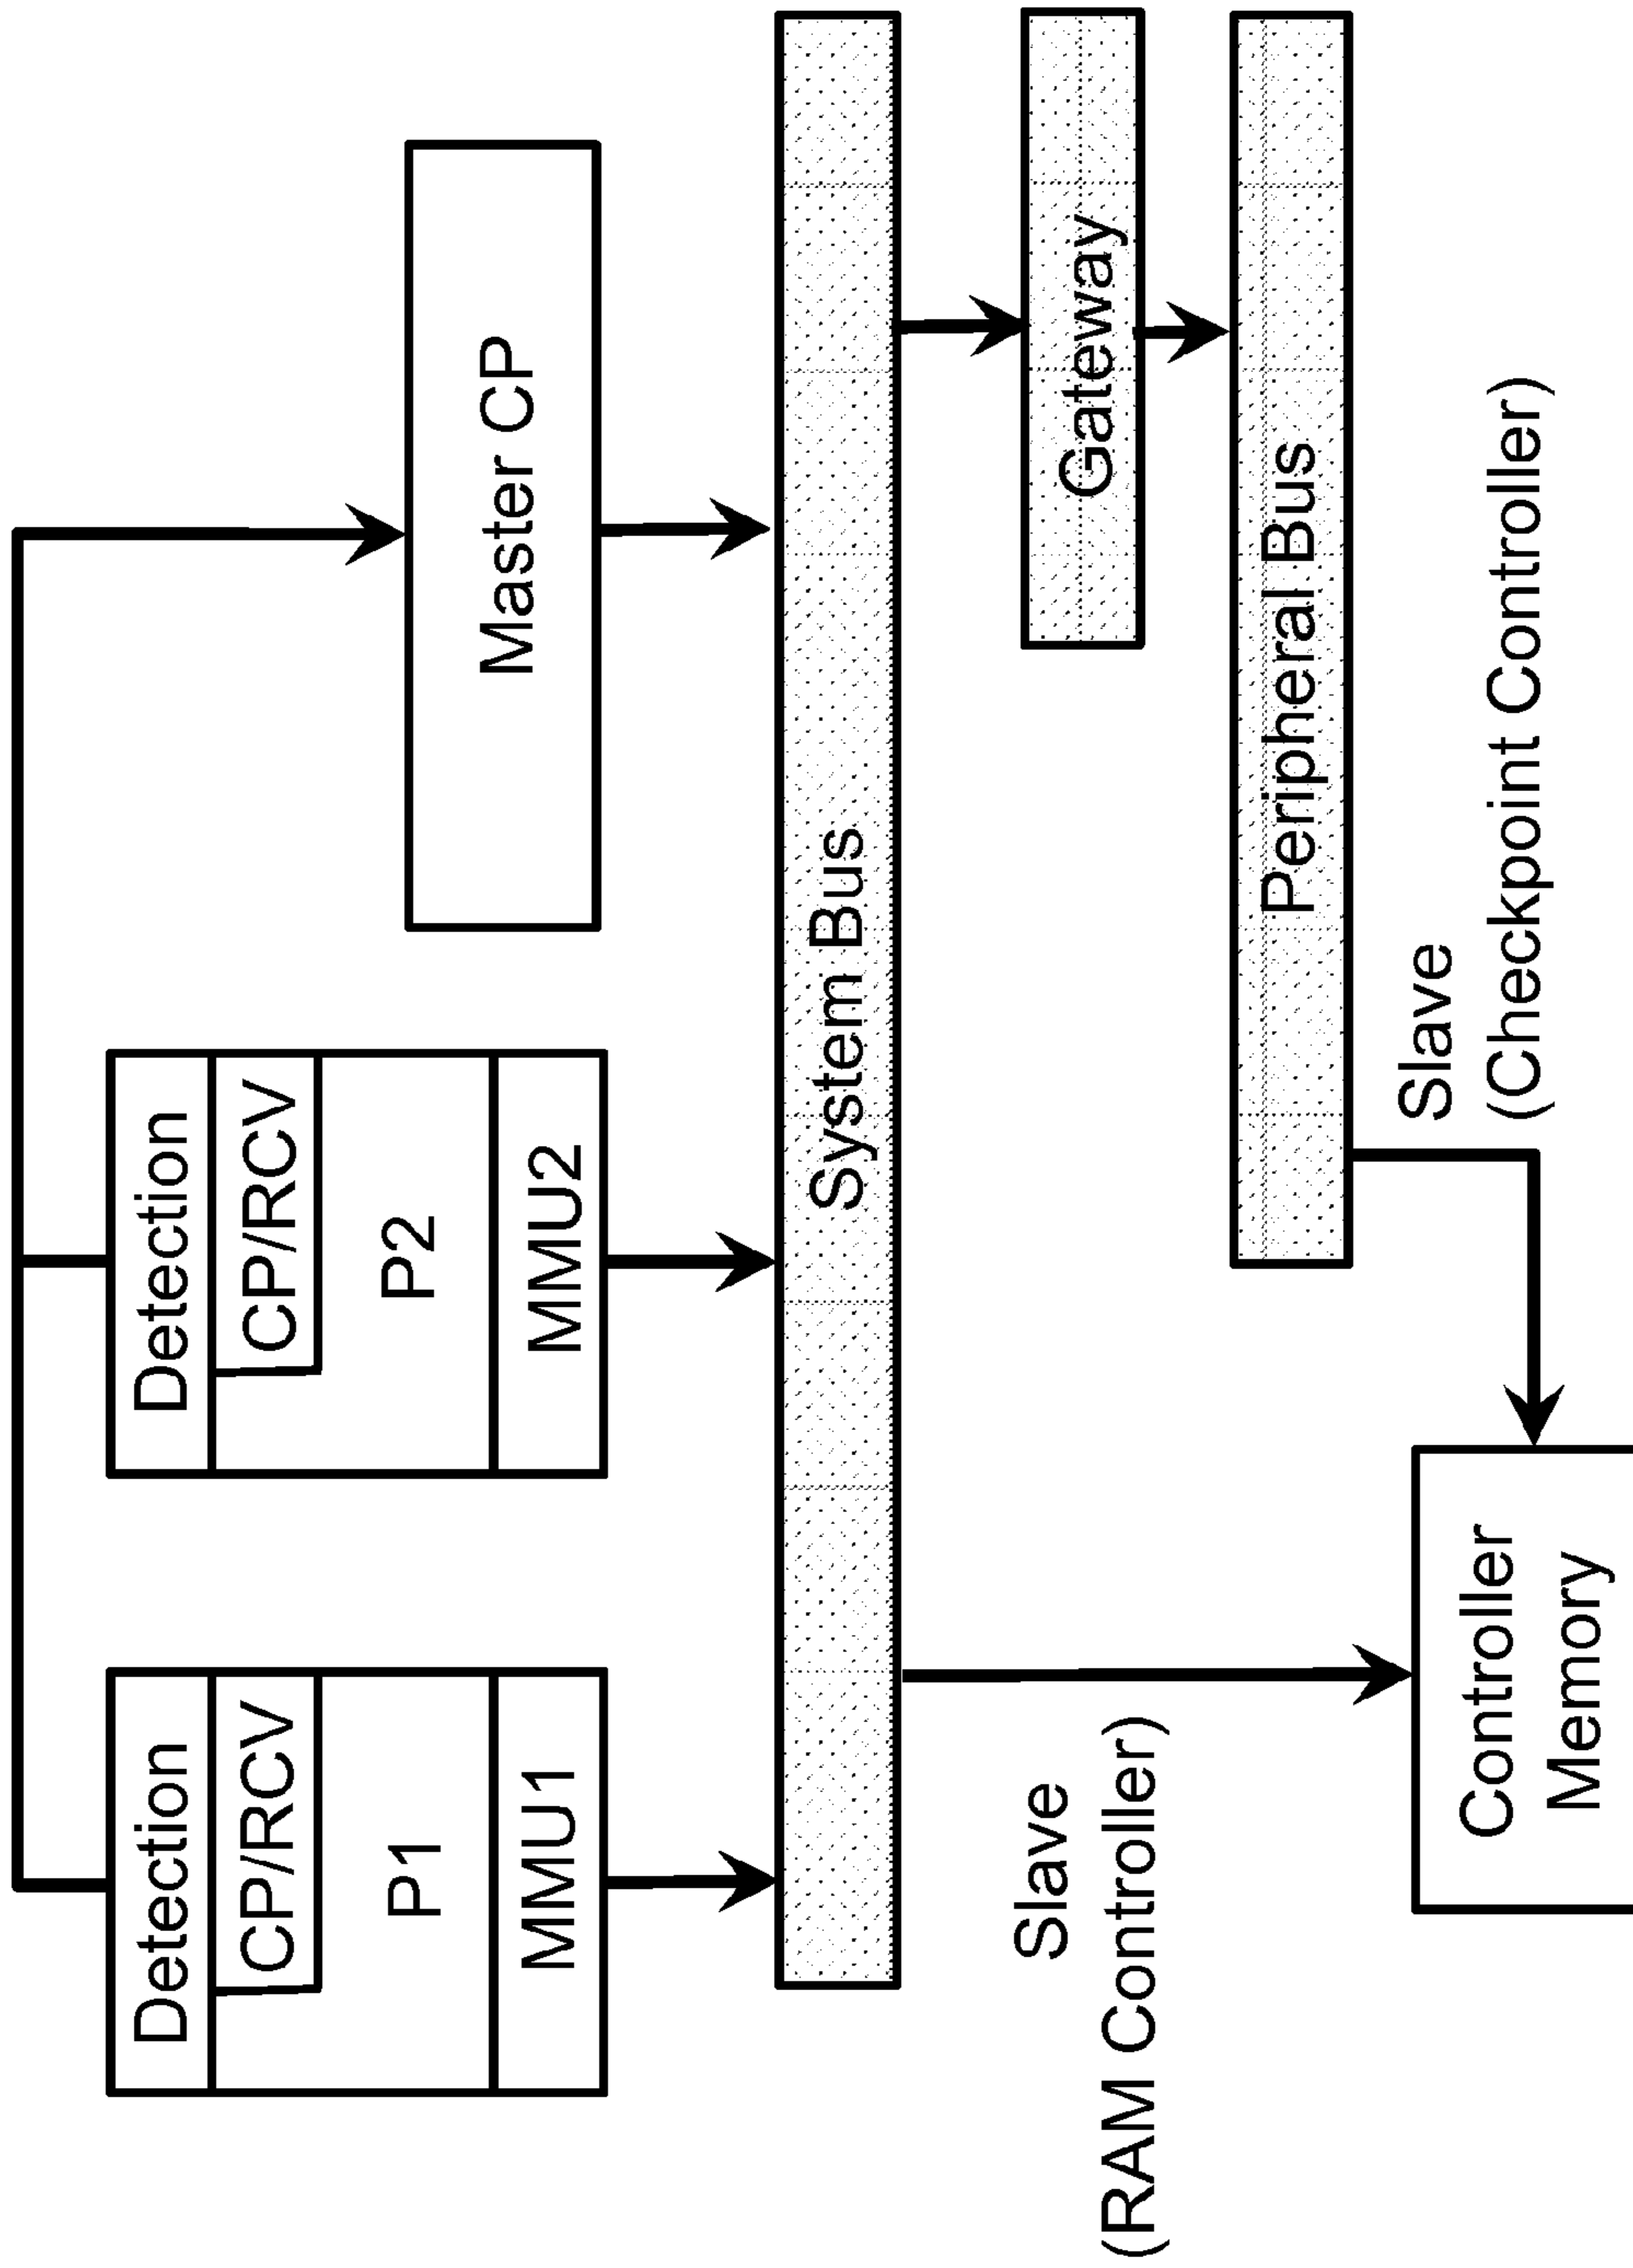 Detection
CP/RCV
P1
MMU1
Detection
CP/RCV
P2
MMU2
Master CP
System Bus
Slave
(RAM Controller)
Gateway
Peripheral Bus
Slave
(Checkpoint Controller)
Controller
Memory